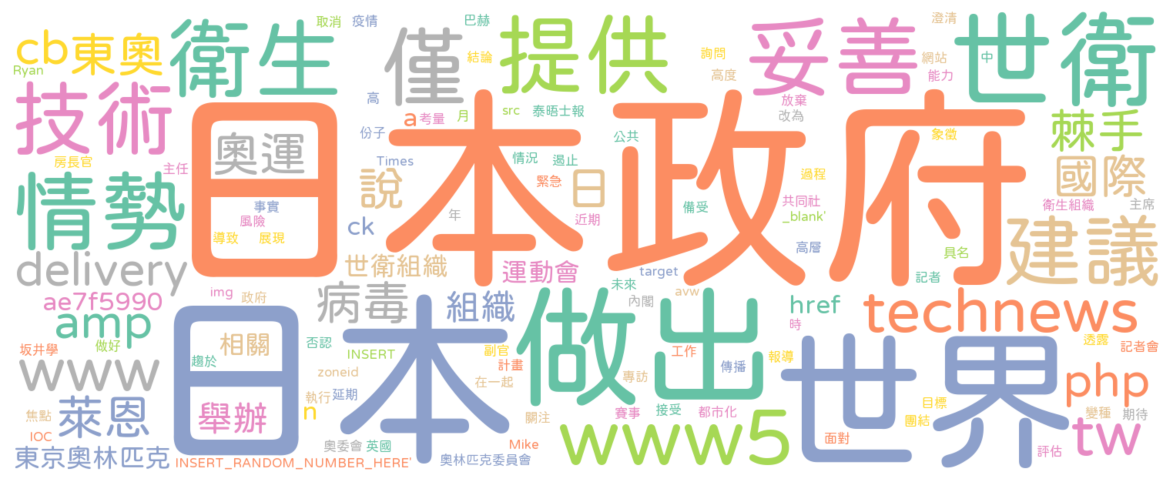 取消 疫情 巴赫 澄清
cb東奧 衛生 僅 提供 妥善 世衛
Ryan 結論 詢問 網站 中
高度 能力
技術 高 src 泰晤士報 放棄 棘手
a考量 月 改為
奧運 日本政府 份子 公共 象徵
房長官 主任 Times 情況 遏止 過程 國際
情勢 說 緊急 日 共同社 衛生組織 主席
事實 年 近期 備受 _blank'
風險 ck
導致 展現 高層 具名 建議
delivery 世衛組織 運動會 target 記者
ae7f5990 img 政府 病毒 組織 未來 avw href technews
內閣 時
amp 做好 相關 日本 做出 世界
坂井學 趨於 否認 INSERT 副官 工作 傳播 報導 透露 記者會
www zoneid 計畫 php
在一起 專訪
萊恩 舉辦 n 執行 延期 目標 變種 期待
焦點 關注 賽事 接受 都市化 團結 tw
IOC 奧委會 英國 Mike www5 面對
東京奧林匹克 INSERT_RANDOM_NUMBER_HERE' 奧林匹克委員會 評估